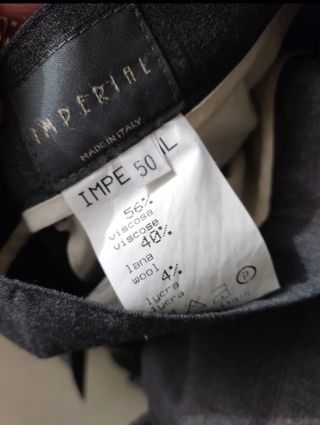 IMPERIAL
MADE IN ITALY
IMPE 50 L
56%
viscosa
viscose
40%
lana
wool
4%
lycra
lycra
P